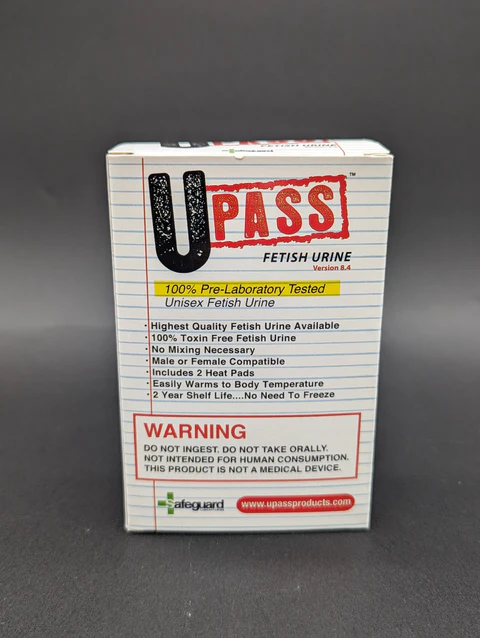 UPASS™
FETISH URINE
Version 8.4
100% Pre-Laboratory Tested
Unisex Fetish Urine
· Highest Quality Fetish Urine Available
· 100% Toxin Free Fetish Urine
· No Mixing Necessary
· Male or Female Compatible
· Includes 2 Heat Pads
· Easily Warms to Body Temperature
· 2 Year Shelf Life....No Need To Freeze
WARNING
DO NOT INGEST. DO NOT TAKE ORALLY.
NOT INTENDED FOR HUMAN CONSUMPTION.
THIS PRODUCT IS NOT A MEDICAL DEVICE.
Safeguard
www.upassproducts.com